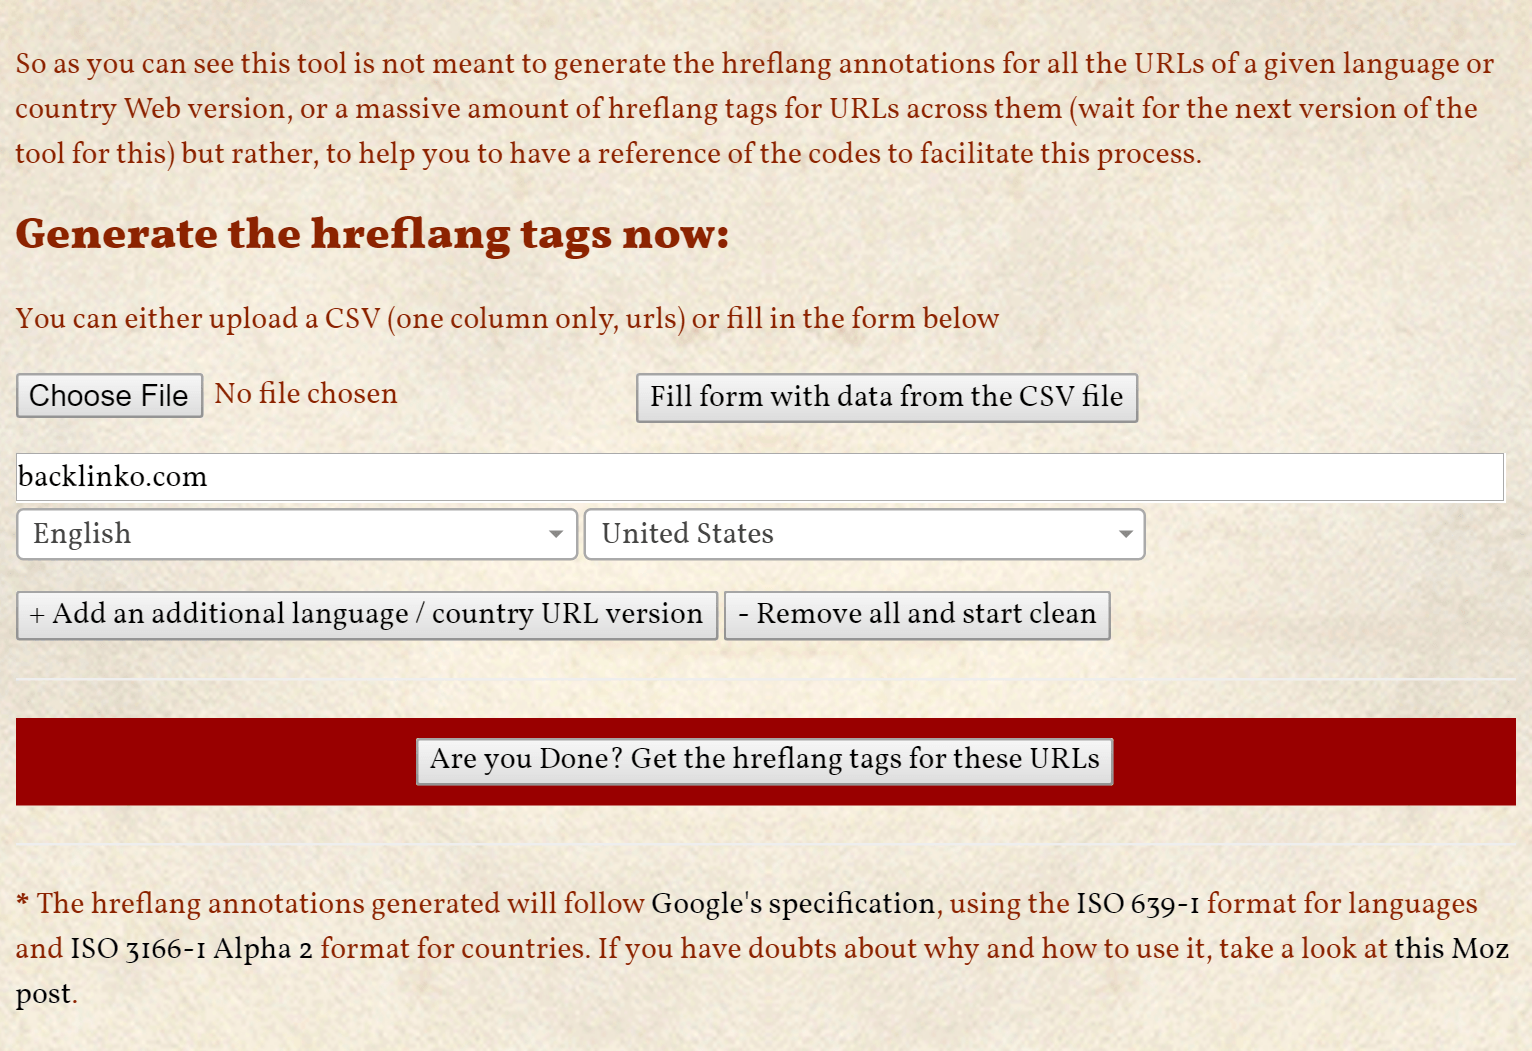 So as you can see this tool is not meant to generate the hreflang annotations for all the URLs of a given language or
country Web version, or a massive amount of hreflang tags for URLs across them (wait for the next version of the
tool for this) but rather, to help you to have a reference of the codes to facilitate this process.
Generate the hreflang tags now:
You can either upload a CSV (one column only, urls) or fill in the form below
Choose File No file chosen Fill form with data from the CSV file
backlinko.com
English United States
+ Add an additional language / country URL version - Remove all and start clean
Are you Done? Get the hreflang tags for these URLs
* The hreflang annotations generated will follow Google's specification, using the ISO 639-1 format for languages
and ISO 3166-1 Alpha 2 format for countries. If you have doubts about why and how to use it, take a look at this Moz
post.